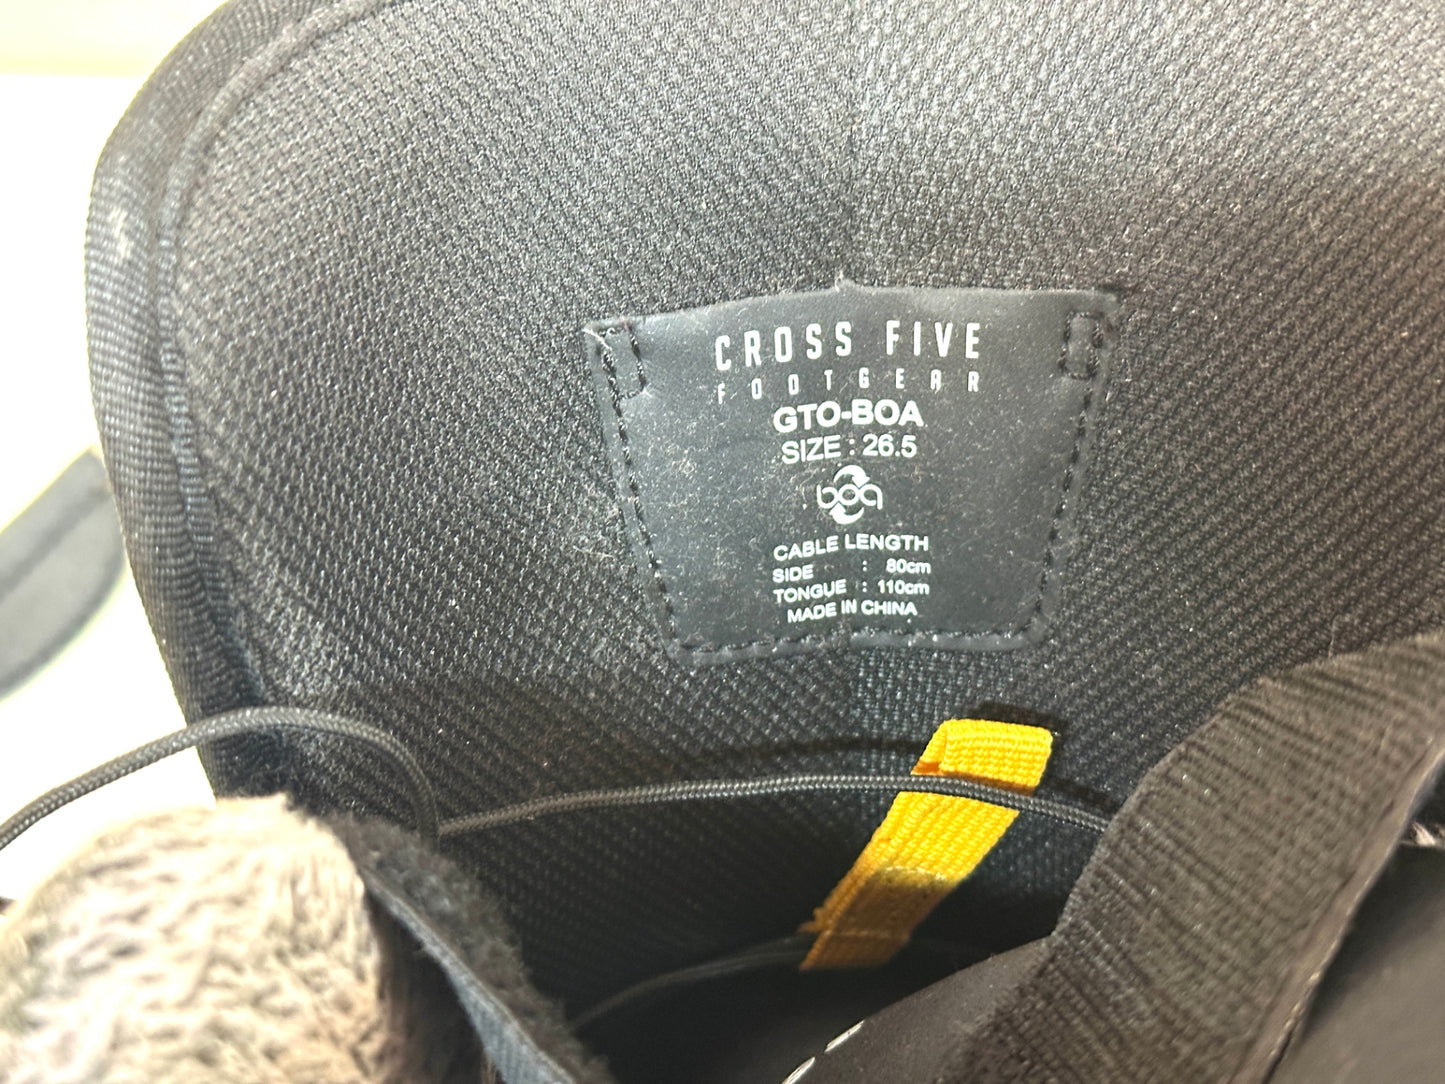 CROSS FIVE
FOOTGEAR
GTO-BOA
SIZE : 26.5
boa
CABLE LENGTH
SIDE : 80cm
TONGUE : 110cm
MADE IN CHINA